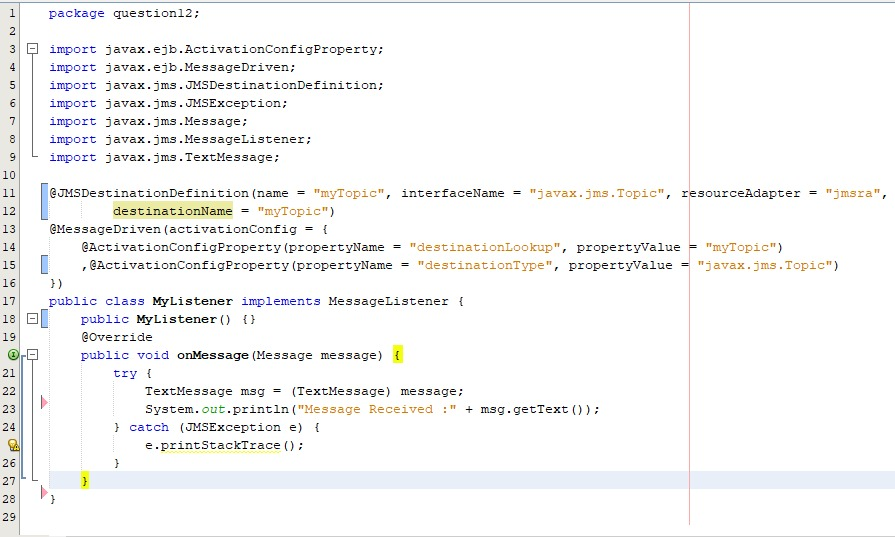 1 package question12;
2
3 import javax.ejb.ActivationConfigProperty;
4 import javax.ejb.MessageDriven;
5 import javax.jms.JMSDestinationDefinition;
6 import javax.jms.JMSException;
7 import javax.jms.Message;
8 import javax.jms.MessageListener;
9 import javax.jms.TextMessage;
10
11 @JMSDestinationDefinition(name = "myTopic", interfaceName = "javax.jms.Topic", resourceAdapter = "jmsra",
12         destinationName = "myTopic")
13 @MessageDriven(activationConfig = {
14     @ActivationConfigProperty(propertyName = "destinationLookup", propertyValue = "myTopic")
15     ,@ActivationConfigProperty(propertyName = "destinationType", propertyValue = "javax.jms.Topic")
16 })
17 public class MyListener implements MessageListener {
18     public MyListener() {}
19     @Override
    public void onMessage(Message message) {
21         try {
22             TextMessage msg = (TextMessage) message;
23             System.out.println("Message Received :" + msg.getText());
24         } catch (JMSException e) {
            e.printStackTrace();
26         }
27     }
28 }
29